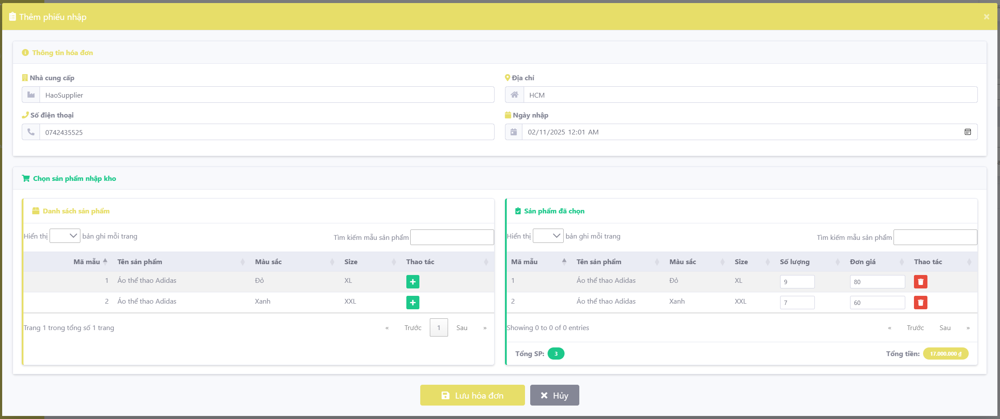 Thêm phiếu nhập
×
Thông tin hóa đơn
Nhà cung cấp
Địa chỉ
HaoSupplier
HCM
Số điện thoại
Ngày nhập
0742435525
02/11/2025 12:01 AM
Chọn sản phẩm nhập kho
Danh sách sản phẩm
Hiển thị bản ghi mỗi trang
Tìm kiếm mẫu sản phẩm
Mã mẫu Tên sản phẩm Màu sắc Size Thao tác
1 Áo thể thao Adidas Đỏ XL
2 Áo thể thao Adidas Xanh XXL
Trang 1 trong tổng số 1 trang
« Trước 1 Sau »
Sản phẩm đã chọn
Hiển thị bản ghi mỗi trang
Tìm kiếm mẫu sản phẩm
Mã mẫu Tên sản phẩm Màu sắc Size Số lượng Đơn giá Thao tác
1 Áo thể thao Adidas Đỏ XL 9 80
2 Áo thể thao Adidas Xanh XXL 7 60
Showing 0 to 0 of 0 entries
« Trước Sau »
Tổng SP: 3
Tổng tiền: 17.000.000 ₫
Lưu hóa đơn
Hủy